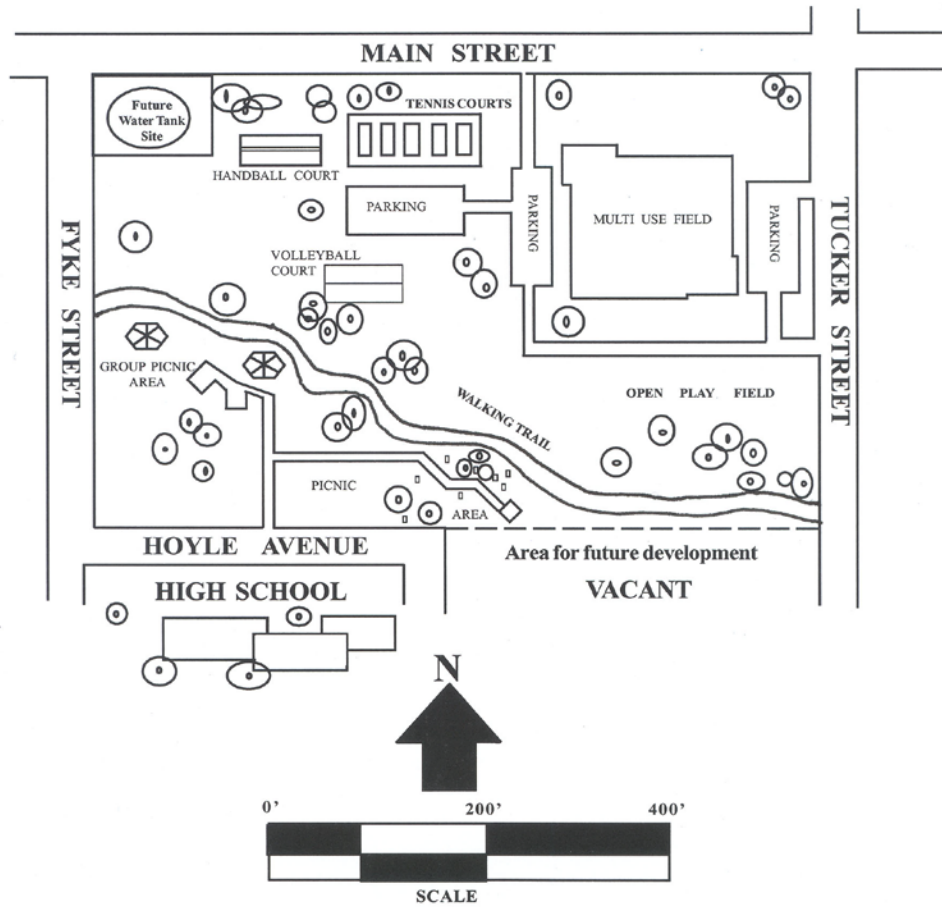 MAIN STREET
Future
Water Tank
Site
TENNIS COURTS
HANDBALL COURT
PARKING
PARKING
MULTI USE FIELD
PARKING
FYKE STREET
TUCKER STREET
VOLLEYBALL
COURT
GROUP PICNIC
AREA
WALKING TRAIL
OPEN PLAY FIELD
PICNIC
AREA
HOYLE AVENUE
Area for future development
VACANT
HIGH SCHOOL
N
0' 200' 400'
SCALE